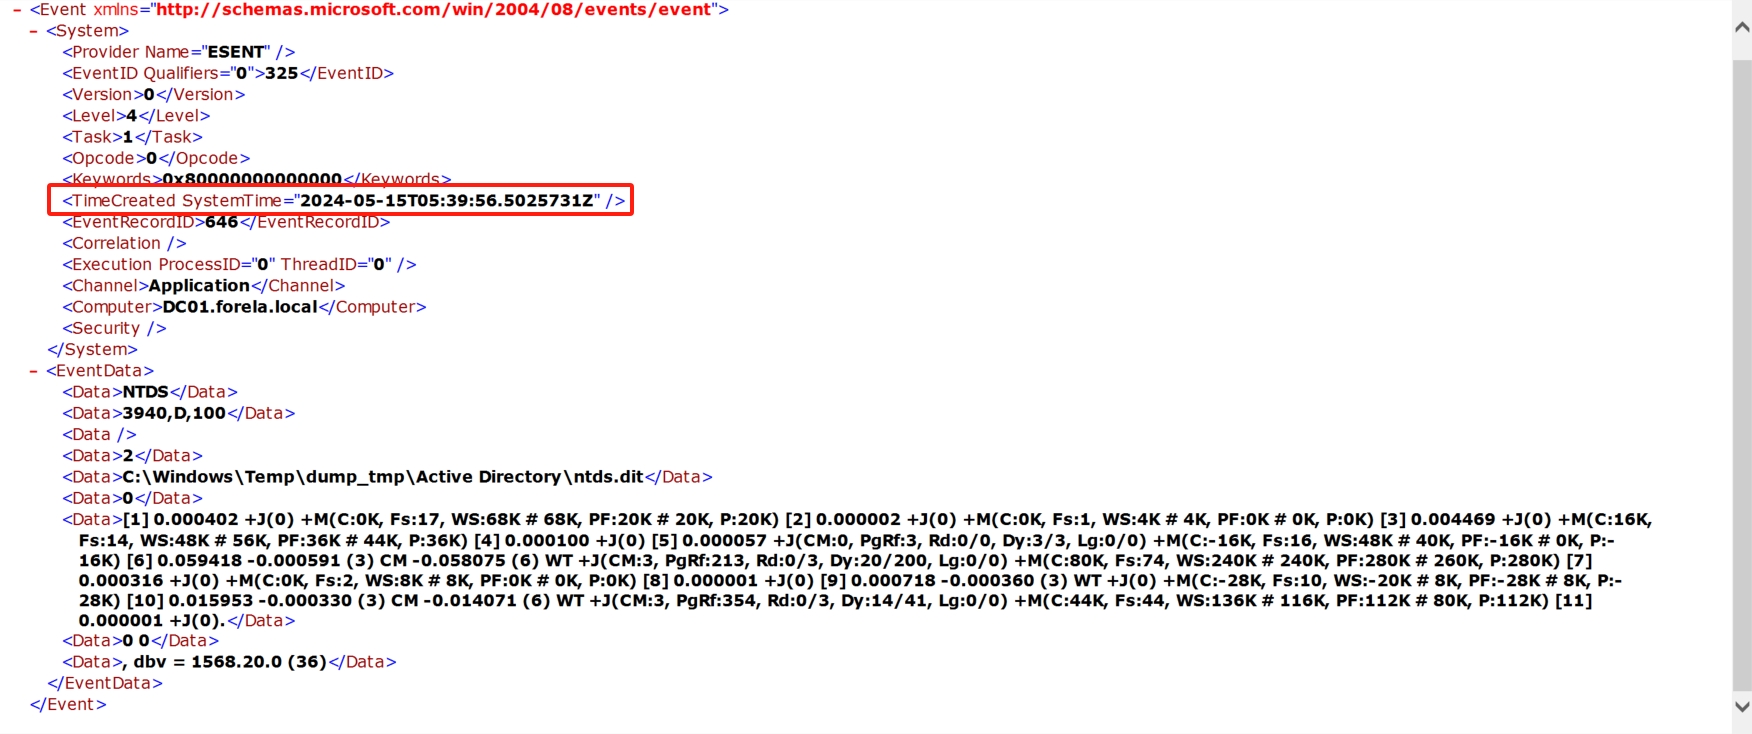 - <Event xmlns="http://schemas.microsoft.com/win/2004/08/events/event">
- <System>
<Provider Name="ESENT" />
<EventID Qualifiers="0">325</EventID>
<Version>0</Version>
<Level>4</Level>
<Task>1</Task>
<Opcode>0</Opcode>
<Keywords>0x80000000000000</Keywords>
<TimeCreated SystemTime="2024-05-15T05:39:56.5025731Z" />
<EventRecordID>646</EventRecordID>
<Correlation />
<Execution ProcessID="0" ThreadID="0" />
<Channel>Application</Channel>
<Computer>DC01.forela.local</Computer>
<Security />
</System>
- <EventData>
<Data>NTDS</Data>
<Data>3940,D,100</Data>
<Data />
<Data>2</Data>
<Data>C:\Windows\Temp\dump_tmp\Active Directory\ntds.dit</Data>
<Data>0</Data>
<Data>[1] 0.000402 +J(0) +M(C:0K, Fs:17, WS:68K # 68K, PF:20K # 20K, P:20K) [2] 0.000002 +J(0) +M(C:0K, Fs:1, WS:4K # 4K, PF:0K # 0K, P:0K) [3] 0.004469 +J(0) +M(C:16K,
Fs:14, WS:48K # 56K, PF:36K # 44K, P:36K) [4] 0.000100 +J(0) [5] 0.000057 +J(CM:0, PgRf:3, Rd:0/0, Dy:3/3, Lg:0/0) +M(C:-16K, Fs:16, WS:48K # 40K, PF:-16K # 0K, P:-
16K) [6] 0.059418 -0.000591 (3) CM -0.058075 (6) WT +J(CM:3, PgRf:213, Rd:0/3, Dy:20/200, Lg:0/0) +M(C:80K, Fs:74, WS:240K # 240K, PF:280K # 260K, P:280K) [7]
0.000316 +J(0) +M(C:0K, Fs:2, WS:8K # 8K, PF:0K # 0K, P:0K) [8] 0.000001 +J(0) [9] 0.000718 -0.000360 (3) WT +J(0) +M(C:-28K, Fs:10, WS:-20K # 8K, PF:-28K # 8K, P:-
28K) [10] 0.015953 -0.000330 (3) CM -0.014071 (6) WT +J(CM:3, PgRf:354, Rd:0/3, Dy:14/41, Lg:0/0) +M(C:44K, Fs:44, WS:136K # 116K, PF:112K # 80K, P:112K) [11]
0.000001 +J(0).</Data>
<Data>0 0</Data>
<Data>, dbv = 1568.20.0 (36)</Data>
</EventData>
</Event>